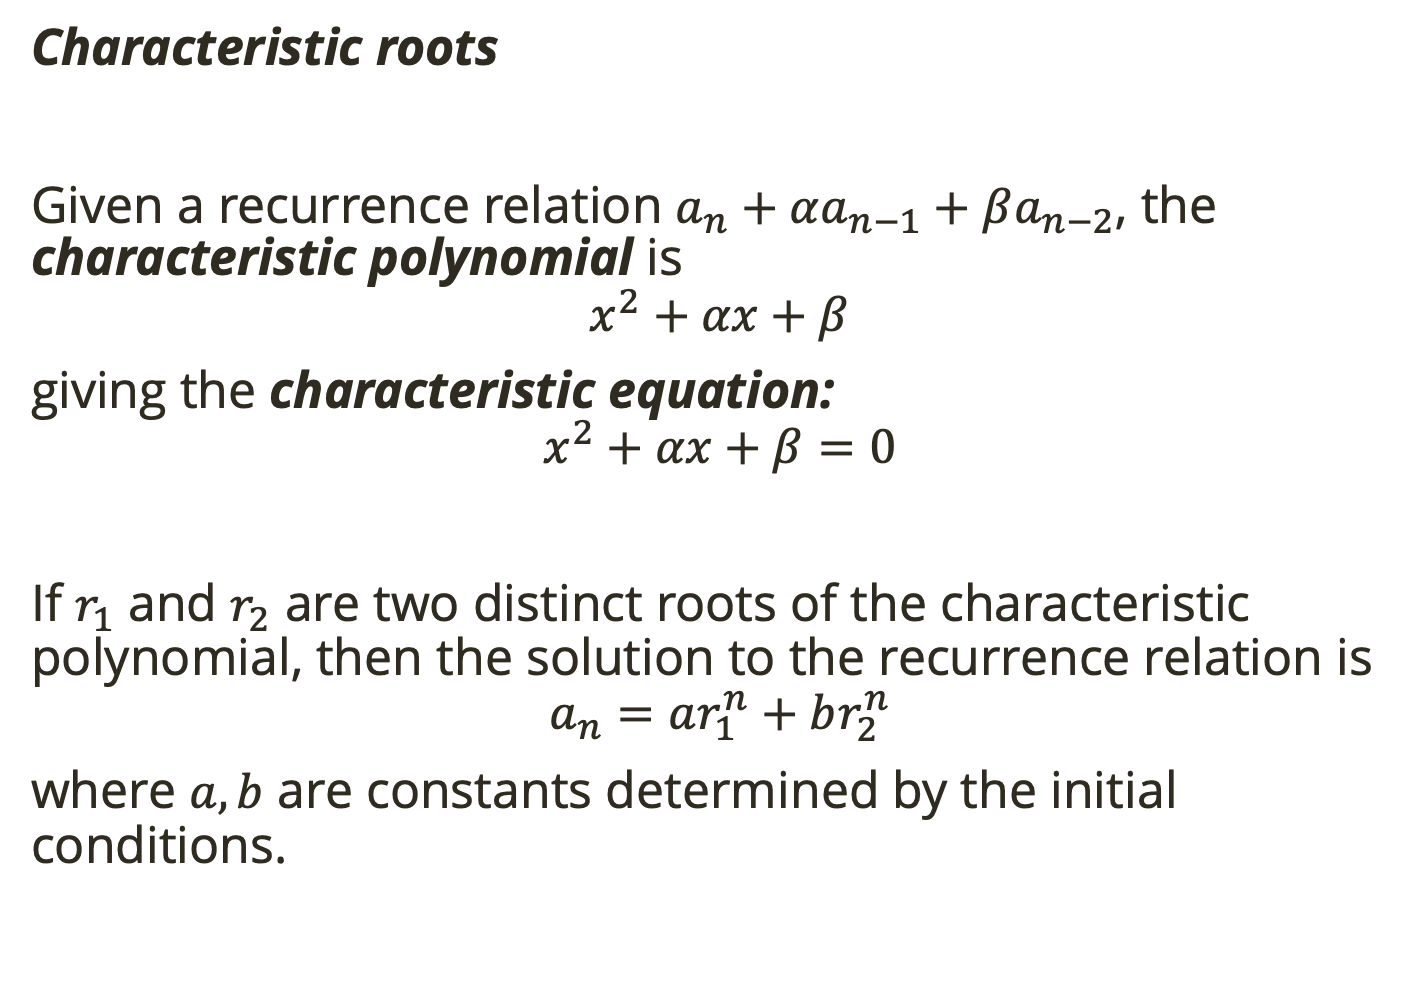 Characteristic roots
Given a recurrence relation aₙ + αaₙ₋₁ + βaₙ₋₂, the
characteristic polynomial is
x² + αx + β
giving the characteristic equation:
x² + αx + β = 0
If r₁ and r₂ are two distinct roots of the characteristic
polynomial, then the solution to the recurrence relation is
aₙ = ar₁ⁿ + br₂ⁿ
where a, b are constants determined by the initial
conditions.